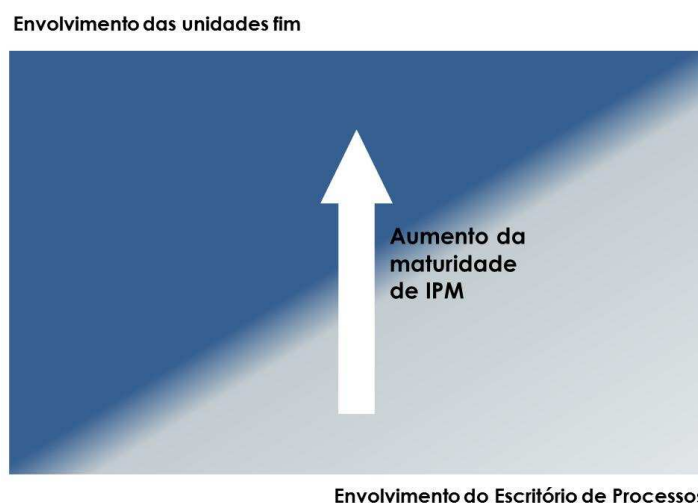 Envolvimento das unidades fim
Aumento da
maturidade
de IPM
Envolvimento do Escritório de Processos